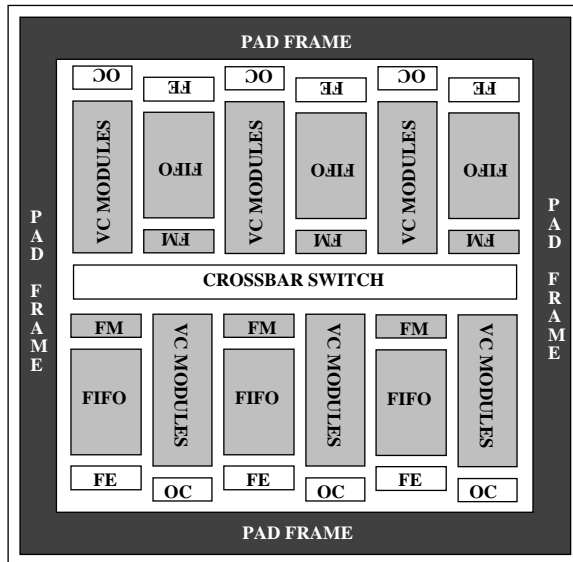 PAD FRAME
OC FE OC FE OC FE
VC MODULES FIFO VC MODULES FIFO VC MODULES FIFO
FM FM FM
PAD FRAME
PAD FRAME
CROSSBAR SWITCH
FM FM FM
FIFO VC MODULES FIFO VC MODULES FIFO VC MODULES
FE OC FE OC FE OC
PAD FRAME